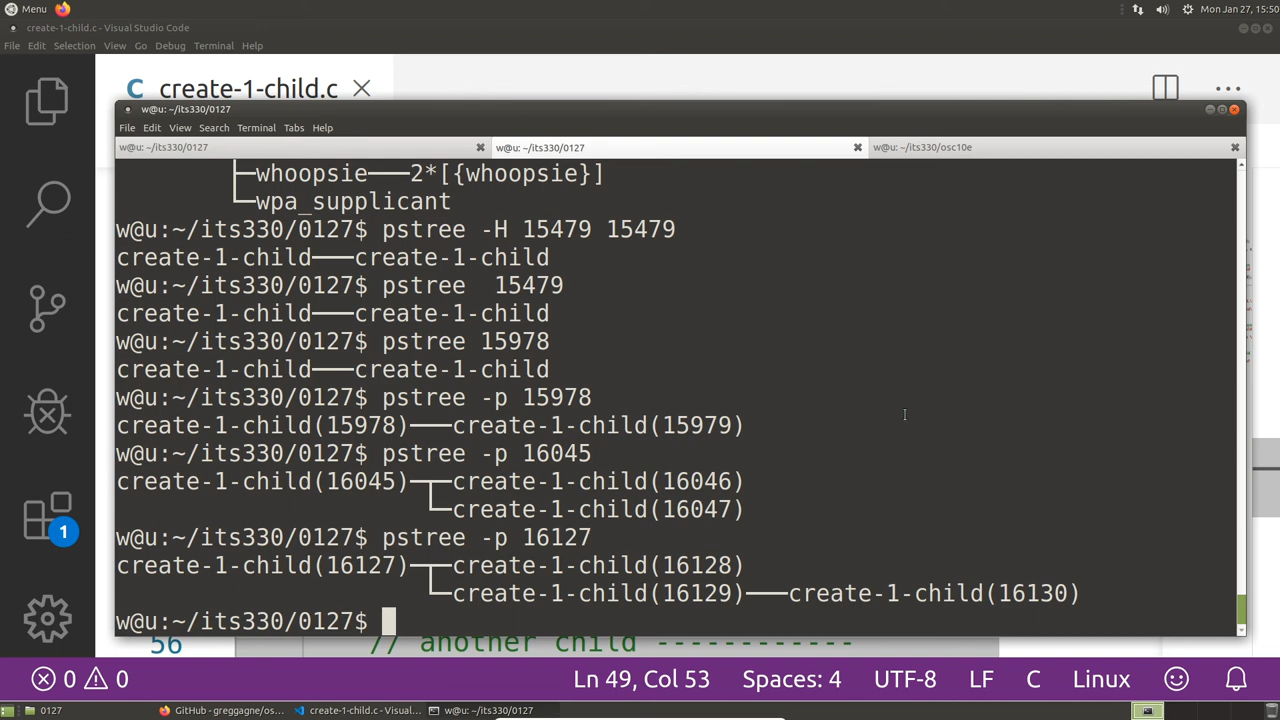 Menu
Mon Jan 27, 15:50
create-1-child.c - Visual Studio Code
File Edit Selection View Go Debug Terminal Help
C create-1-child.c
w@u: ~/its330/0127
File Edit View Search Terminal Tabs Help
w@u: ~/its330/0127 w@u: ~/its330/0127 w@u: ~/its330/osc10e
├─whoopsie───2*[{whoopsie}]
└─wpa_supplicant
w@u:~/its330/0127$ pstree -H 15479 15479
create-1-child───create-1-child
w@u:~/its330/0127$ pstree  15479
create-1-child───create-1-child
w@u:~/its330/0127$ pstree 15978
create-1-child───create-1-child
w@u:~/its330/0127$ pstree -p 15978
create-1-child(15978)───create-1-child(15979)
w@u:~/its330/0127$ pstree -p 16045
create-1-child(16045)─┬─create-1-child(16046)
└─create-1-child(16047)
w@u:~/its330/0127$ pstree -p 16127
create-1-child(16127)─┬─create-1-child(16128)
└─create-1-child(16129)───create-1-child(16130)
w@u:~/its330/0127$
1
56 // another child ------------
0 0 Ln 49, Col 53 Spaces: 4 UTF-8 LF C Linux
0127 GitHub - greggagne/os... create-1-child.c - Visual... w@u: ~/its330/0127